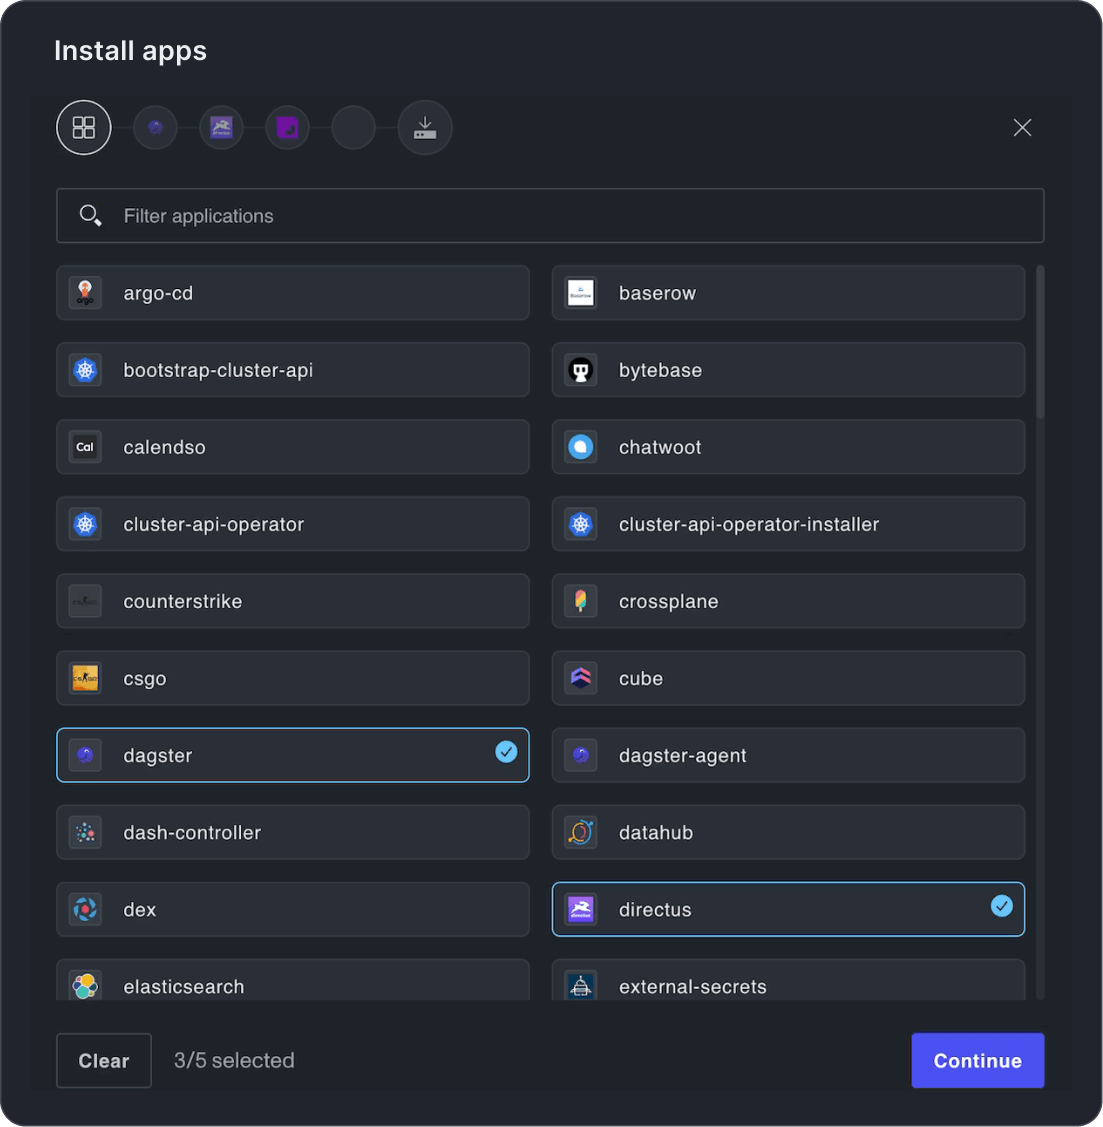 Install apps
Filter applications
argo-cd
baserow
bootstrap-cluster-api
bytebase
Cal
calendso
chatwoot
cluster-api-operator
cluster-api-operator-installer
counterstrike
crossplane
csgo
cube
dagster
dagster-agent
dash-controller
datahub
dex
directus
elasticsearch
external-secrets
Clear
3/5 selected
Continue